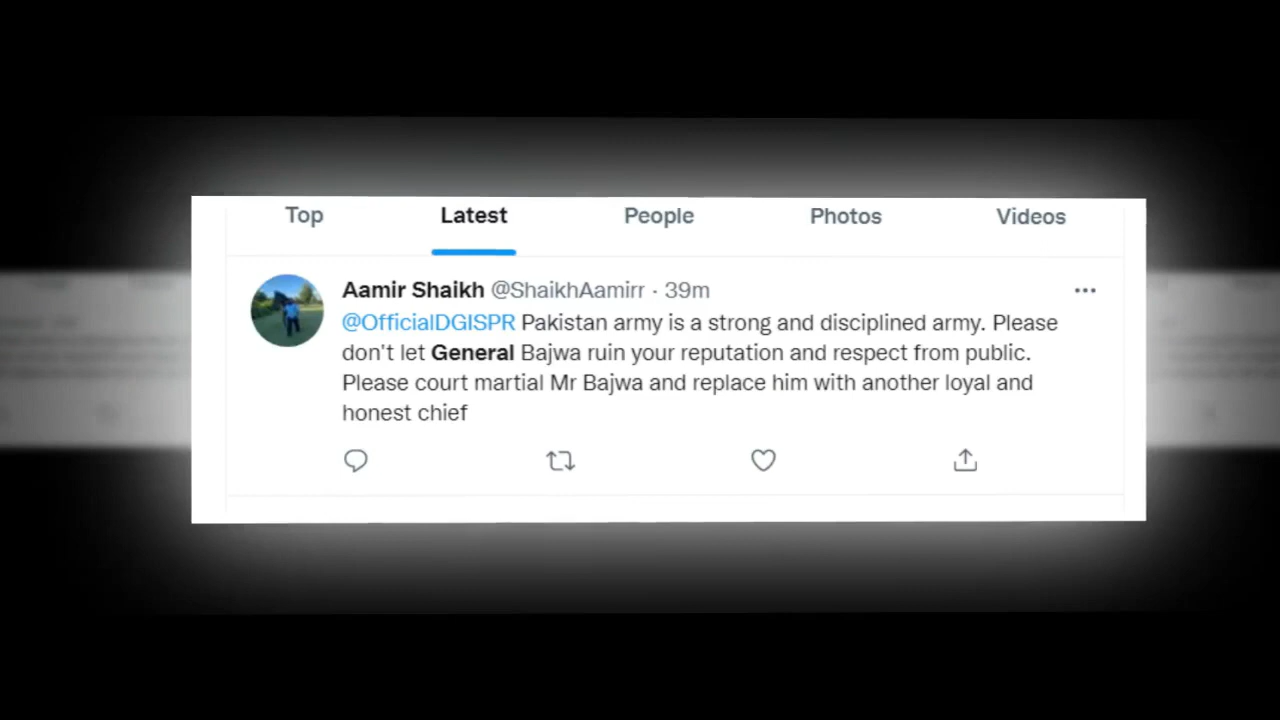 Top Latest People Photos Videos
Aamir Shaikh @ShaikhAamirr · 39m
@OfficialDGISPR Pakistan army is a strong and disciplined army. Please
don't let General Bajwa ruin your reputation and respect from public.
Please court martial Mr Bajwa and replace him with another loyal and
honest chief